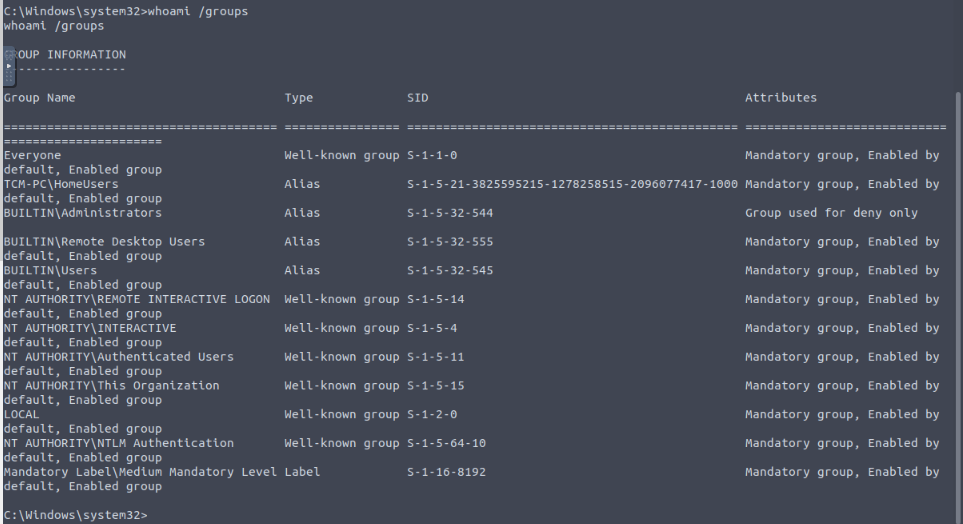 C:\Windows\system32>whoami /groups
whoami /groups

GROUP INFORMATION
-----------------

Group Name                             Type             SID                                            Attributes

====================================== ================ ============================================== ============================
======================
Everyone                               Well-known group S-1-1-0                                        Mandatory group, Enabled by
default, Enabled group
TCM-PC\HomeUsers                       Alias            S-1-5-21-3825595215-1278258515-2096077417-1000 Mandatory group, Enabled by
default, Enabled group
BUILTIN\Administrators                 Alias            S-1-5-32-544                                   Group used for deny only

BUILTIN\Remote Desktop Users           Alias            S-1-5-32-555                                   Mandatory group, Enabled by
default, Enabled group
BUILTIN\Users                          Alias            S-1-5-32-545                                   Mandatory group, Enabled by
default, Enabled group
NT AUTHORITY\REMOTE INTERACTIVE LOGON  Well-known group S-1-5-14                                       Mandatory group, Enabled by
default, Enabled group
NT AUTHORITY\INTERACTIVE               Well-known group S-1-5-4                                        Mandatory group, Enabled by
default, Enabled group
NT AUTHORITY\Authenticated Users       Well-known group S-1-5-11                                       Mandatory group, Enabled by
default, Enabled group
NT AUTHORITY\This Organization         Well-known group S-1-5-15                                       Mandatory group, Enabled by
default, Enabled group
LOCAL                                  Well-known group S-1-2-0                                        Mandatory group, Enabled by
default, Enabled group
NT AUTHORITY\NTLM Authentication       Well-known group S-1-5-64-10                                    Mandatory group, Enabled by
default, Enabled group
Mandatory Label\Medium Mandatory Level Label            S-1-16-8192                                    Mandatory group, Enabled by
default, Enabled group

C:\Windows\system32>